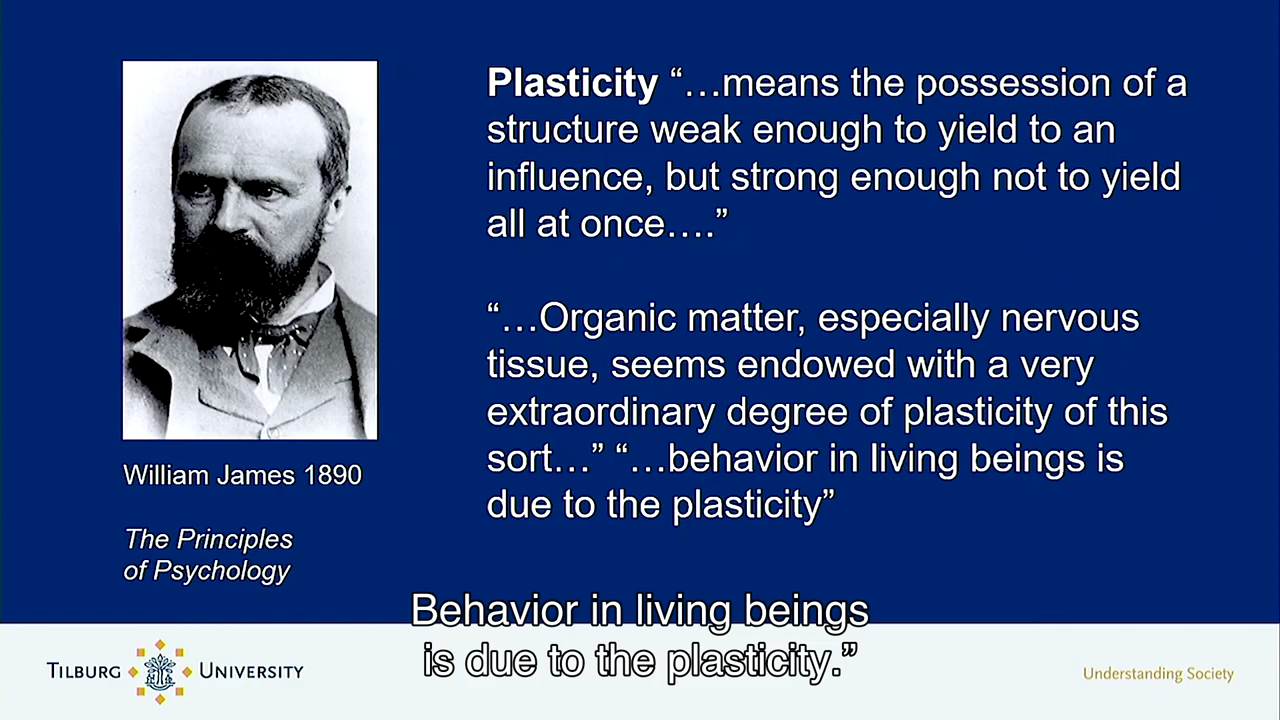 Plasticity “…means the possession of a
structure weak enough to yield to an
influence, but strong enough not to yield
all at once….”
“…Organic matter, especially nervous
tissue, seems endowed with a very
extraordinary degree of plasticity of this
sort…” “…behavior in living beings is
due to the plasticity”
William James 1890
The Principles
of Psychology
Behavior in living beings
is due to the plasticity.”
TILBURG UNIVERSITY
Understanding Society